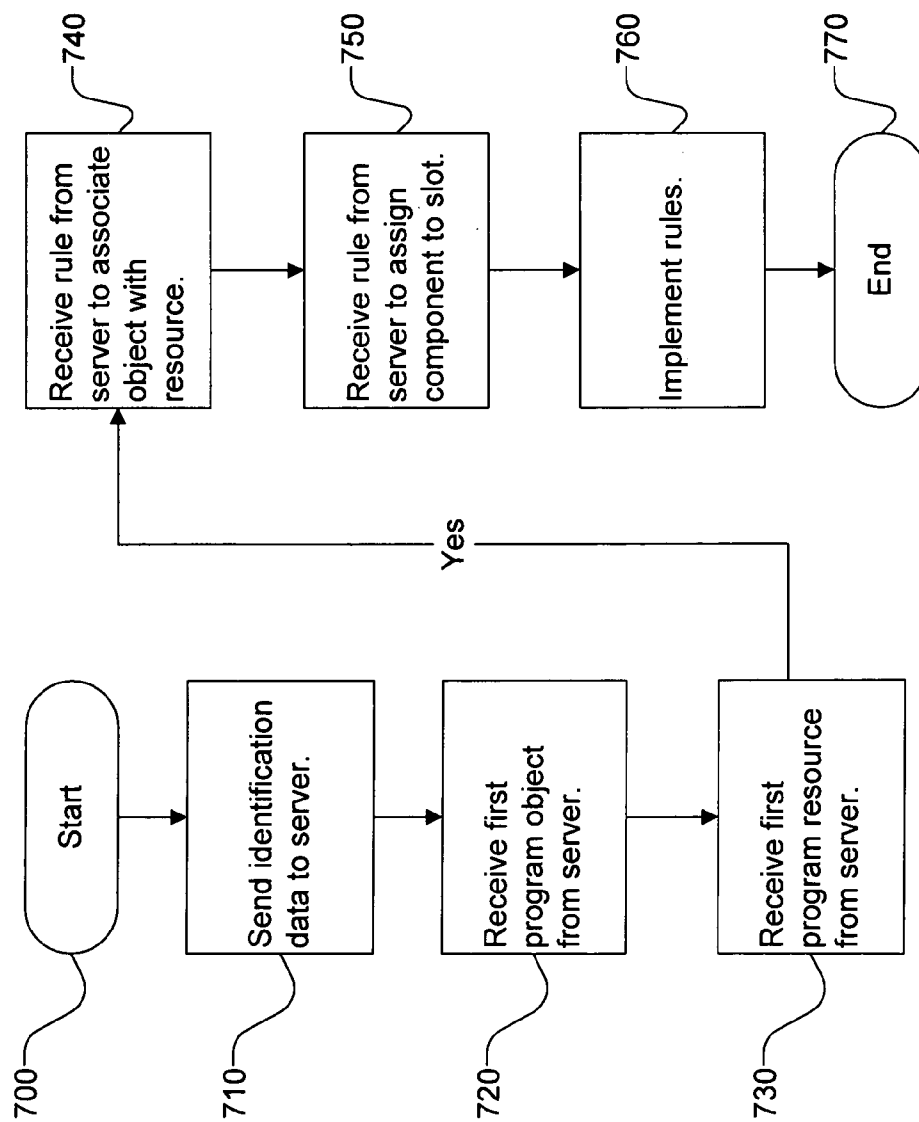 700
Start
710
Send identification
data to server.
720
Receive first
program object
from server.
730
Receive first
program resource
from server.
Yes
740
Receive rule from
server to associate
object with
resource.
750
Receive rule from
server to assign
component to slot.
760
Implement rules.
770
End